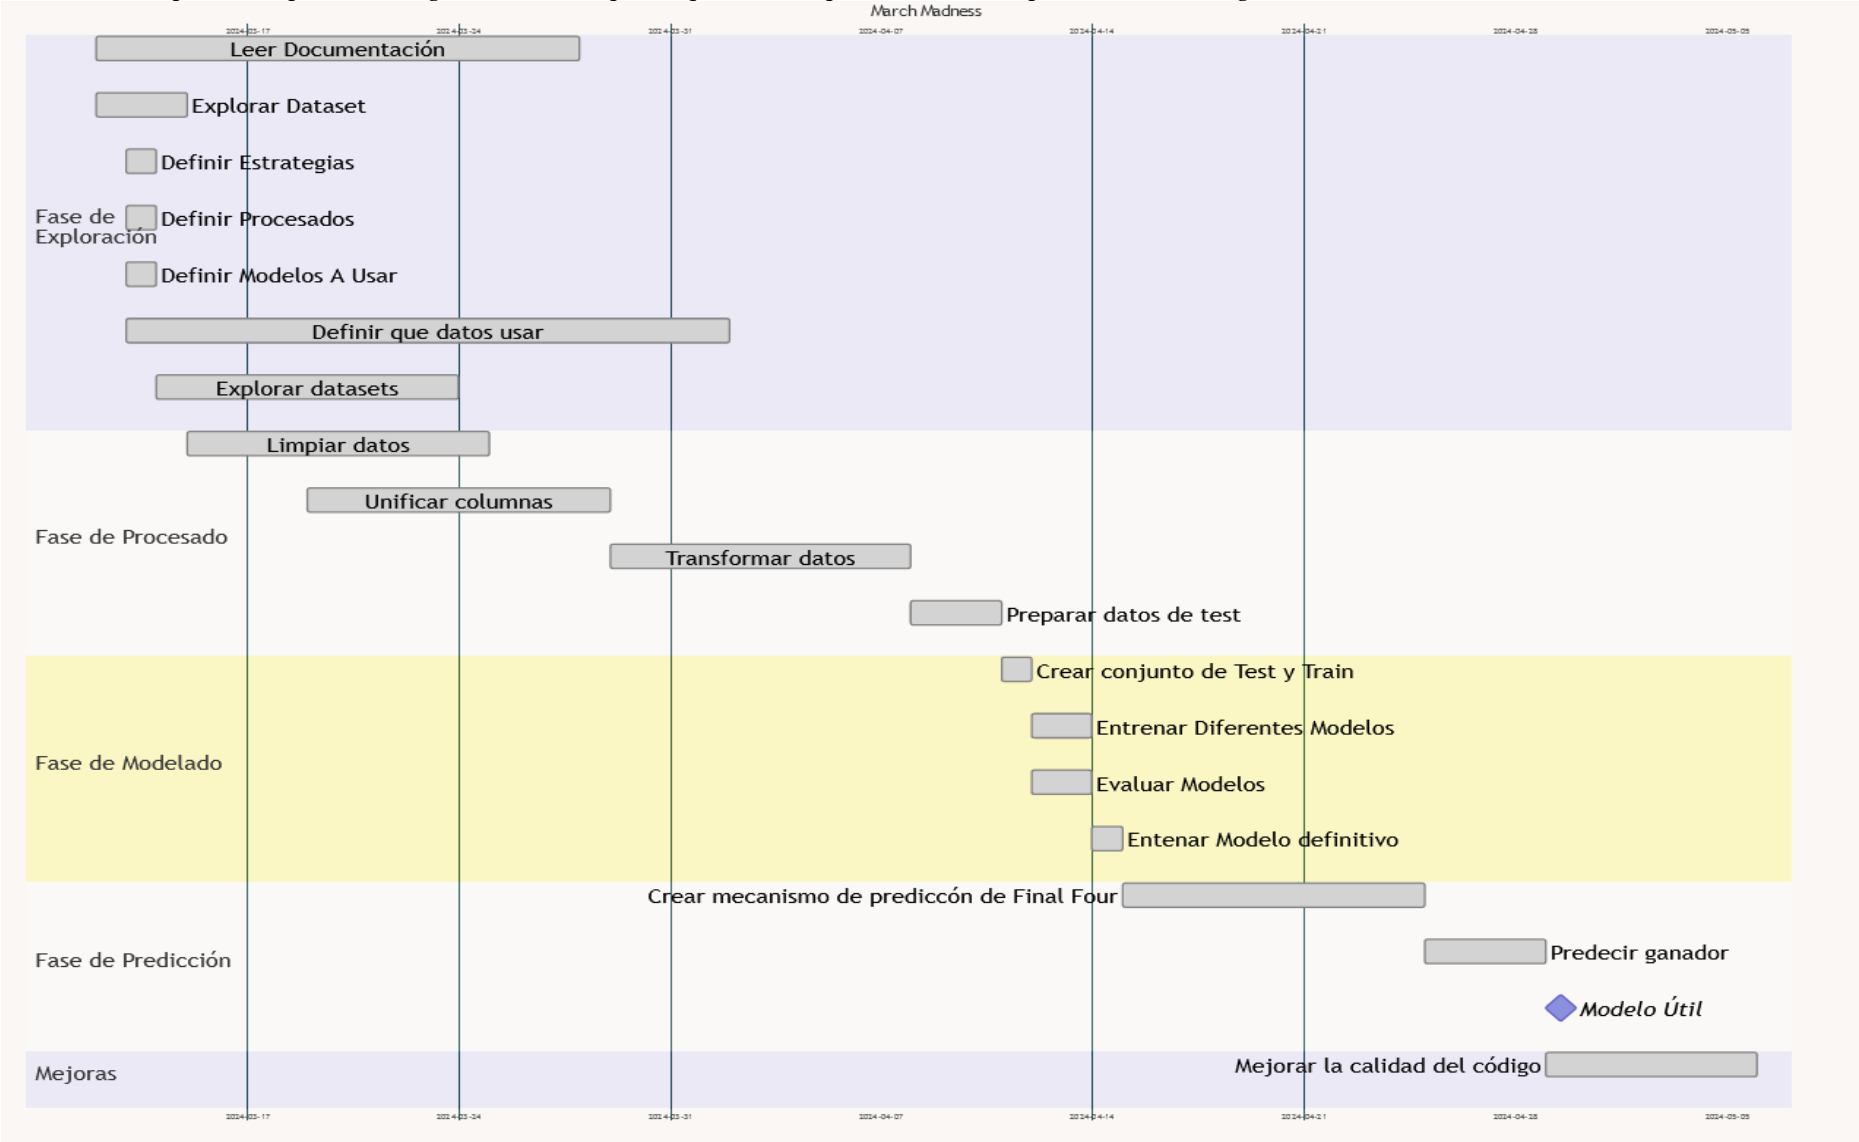 March Madness
2024-03-17 2024-03-24 2024-03-31 2024-04-07 2024-04-14 2024-04-21 2024-04-28 2024-05-05
Leer Documentación
Explorar Dataset
Definir Estrategias
Fase de
Exploración
Definir Procesados
Definir Modelos A Usar
Definir que datos usar
Explorar datasets
Limpiar datos
Unificar columnas
Fase de Procesado
Transformar datos
Preparar datos de test
Crear conjunto de Test y Train
Entrenar Diferentes Modelos
Fase de Modelado
Evaluar Modelos
Entenar Modelo definitivo
Crear mecanismo de prediccón de Final Four
Predecir ganador
Fase de Predicción
Modelo Útil
Mejorar la calidad del código
Mejoras
2024-03-17 2024-03-24 2024-03-31 2024-04-07 2024-04-14 2024-04-21 2024-04-28 2024-05-05